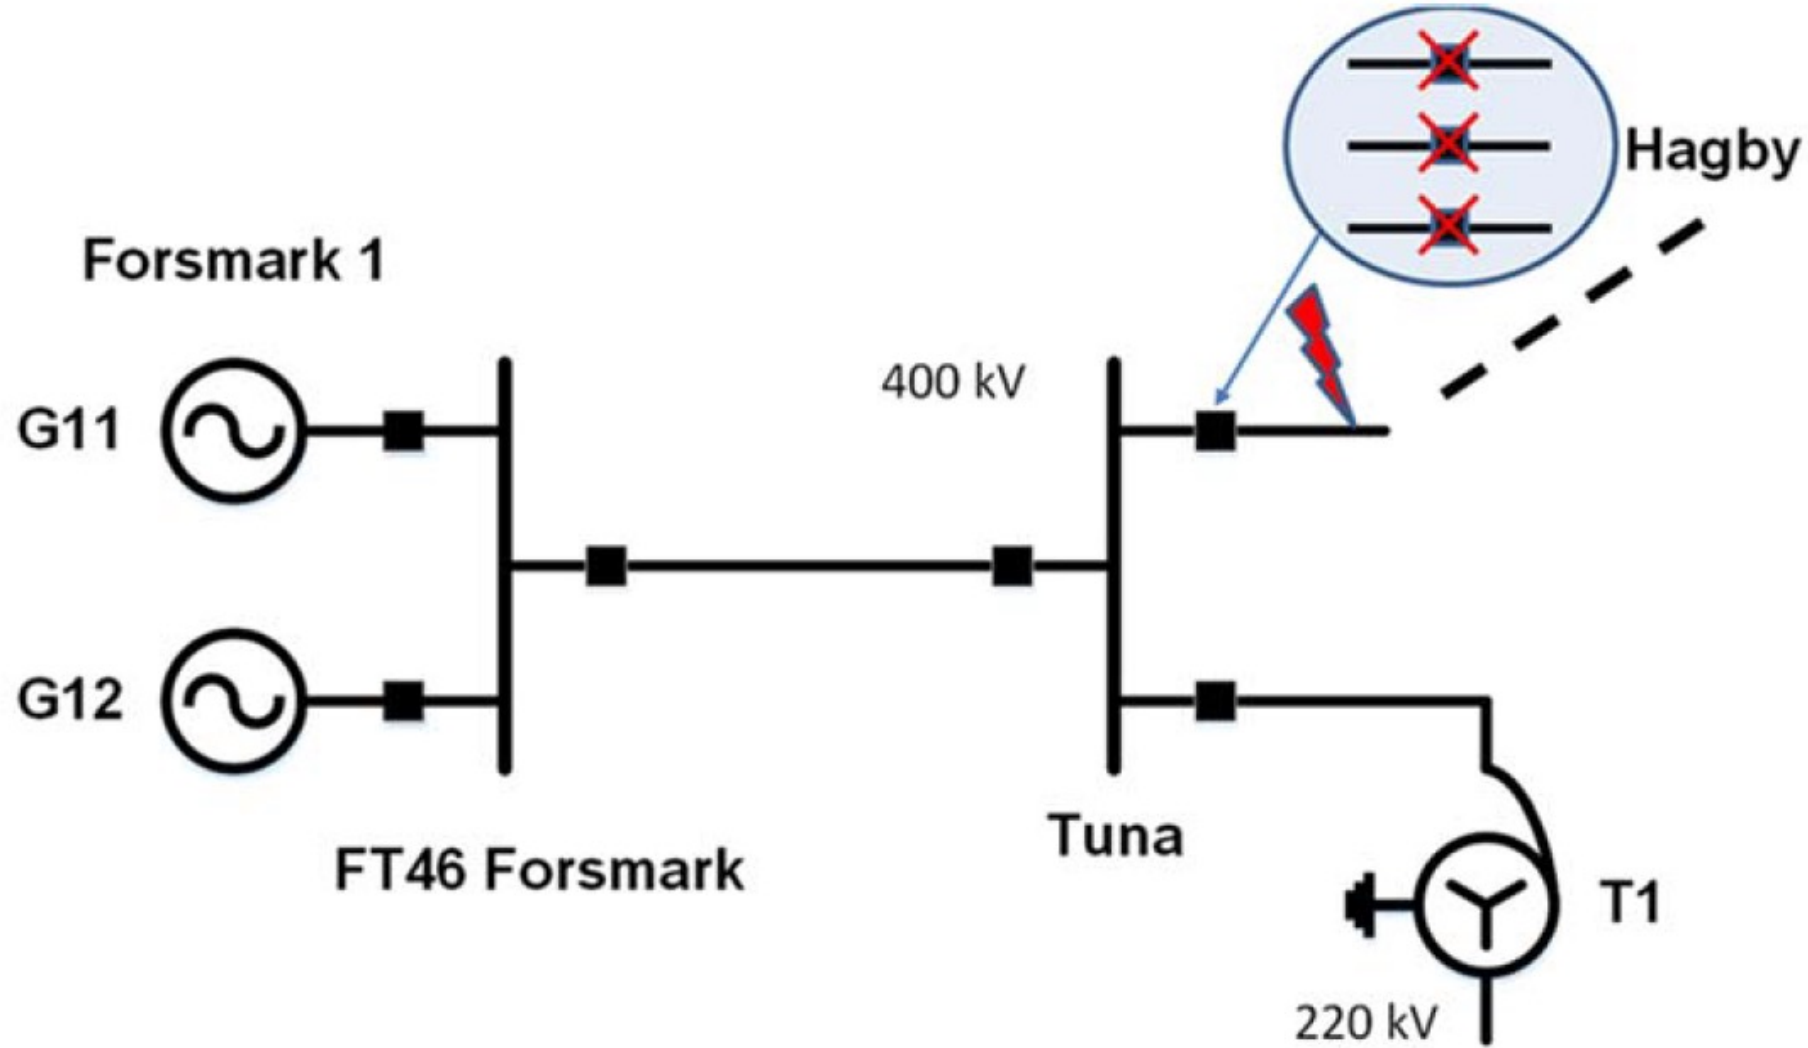 Hagby
Forsmark 1
400 kV
G11
G12
Tuna
FT46 Forsmark
T1
220 kV